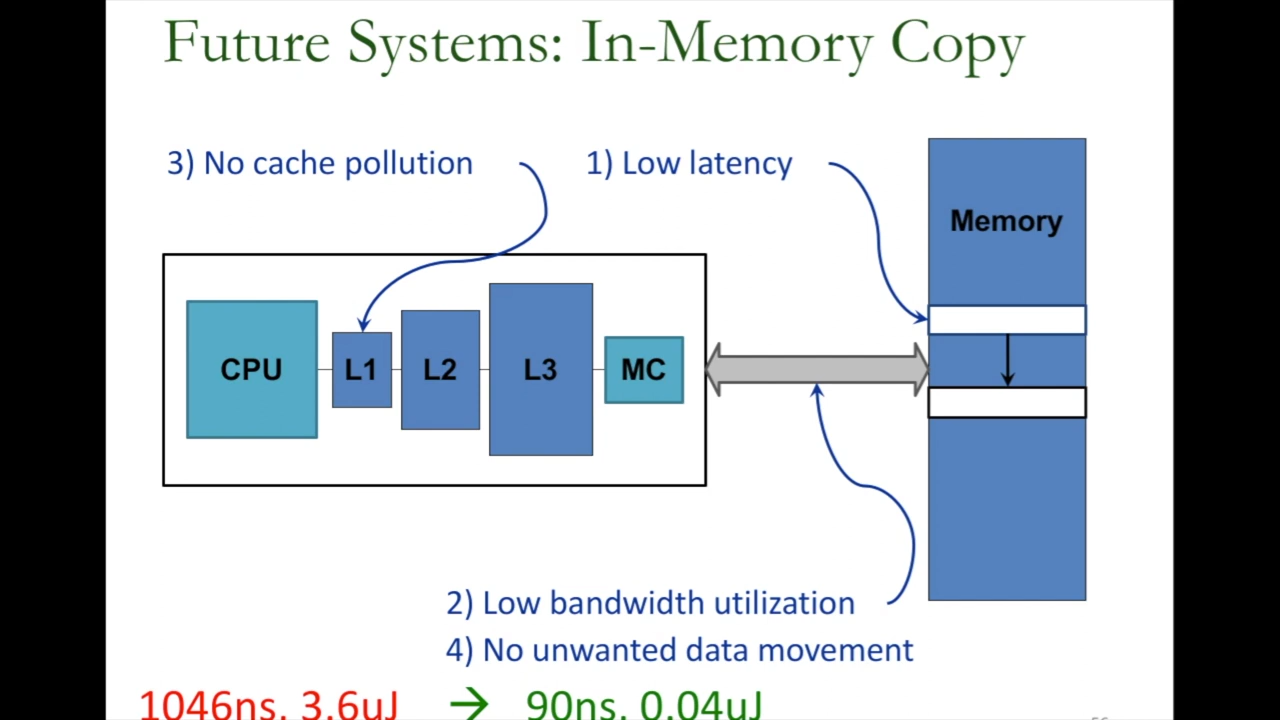 Future Systems: In-Memory Copy
3) No cache pollution
1) Low latency
Memory
CPU
L1
L2
L3
MC
2) Low bandwidth utilization
4) No unwanted data movement
1046ns, 3.6uJ → 90ns, 0.04uJ